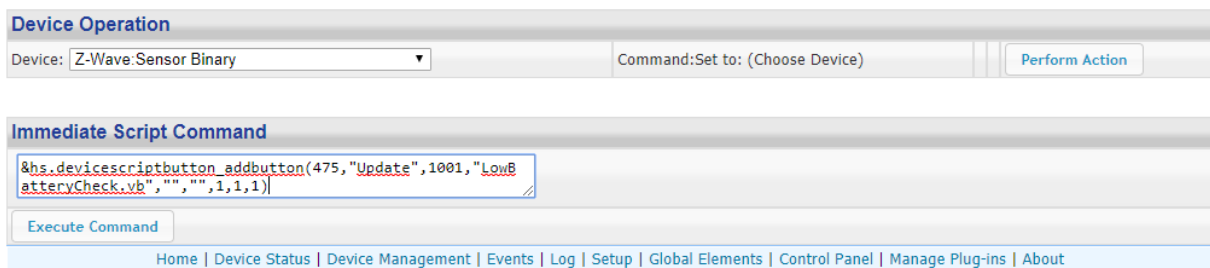 Device Operation
Device: Z-Wave:Sensor Binary Command:Set to: (Choose Device) Perform Action
Immediate Script Command
&hs.devicescriptbutton_addbutton(475,"Update",1001,"LowB
atteryCheck.vb","","",1,1,1)
Execute Command
Home | Device Status | Device Management | Events | Log | Setup | Global Elements | Control Panel | Manage Plug-ins | About